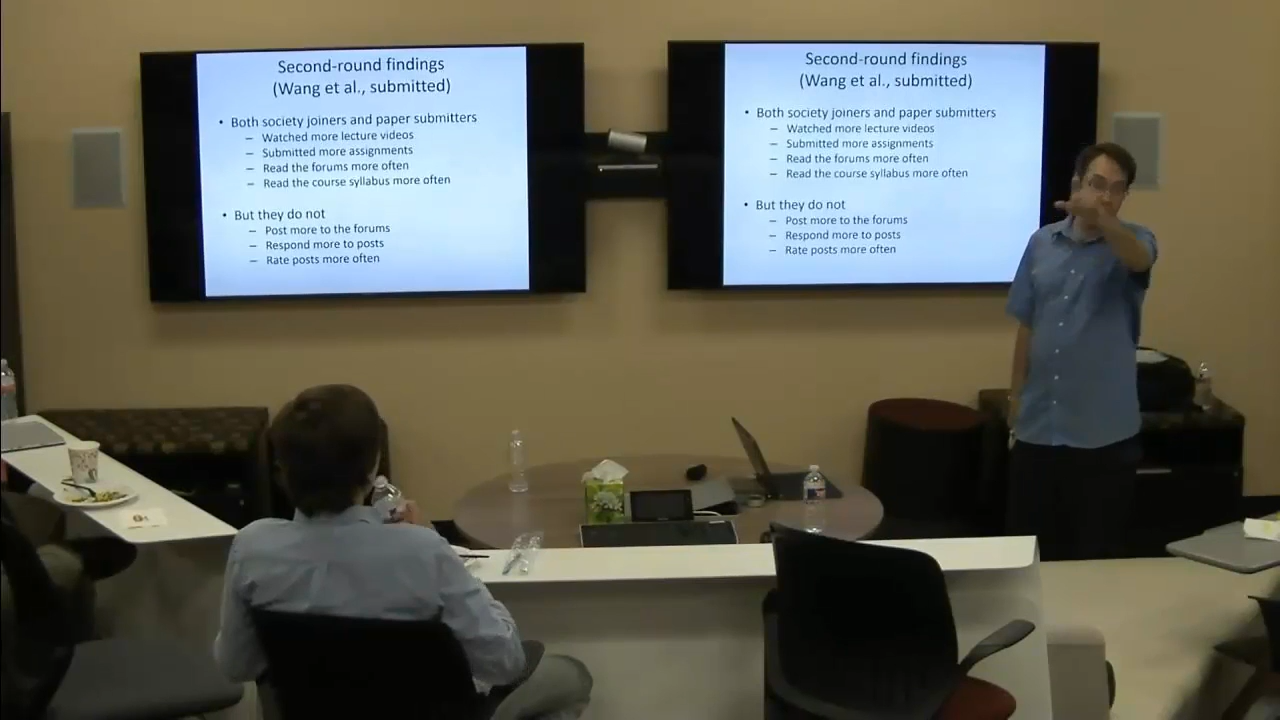 Second-round findings
(Wang et al., submitted)
• Both society joiners and paper submitters
– Watched more lecture videos
– Submitted more assignments
– Read the forums more often
– Read the course syllabus more often
• But they do not
– Post more to the forums
– Respond more to posts
– Rate posts more often
Second-round findings
(Wang et al., submitted)
• Both society joiners and paper submitters
– Watched more lecture videos
– Submitted more assignments
– Read the forums more often
– Read the course syllabus more often
• But they do not
– Post more to the forums
– Respond more to posts
– Rate posts more often